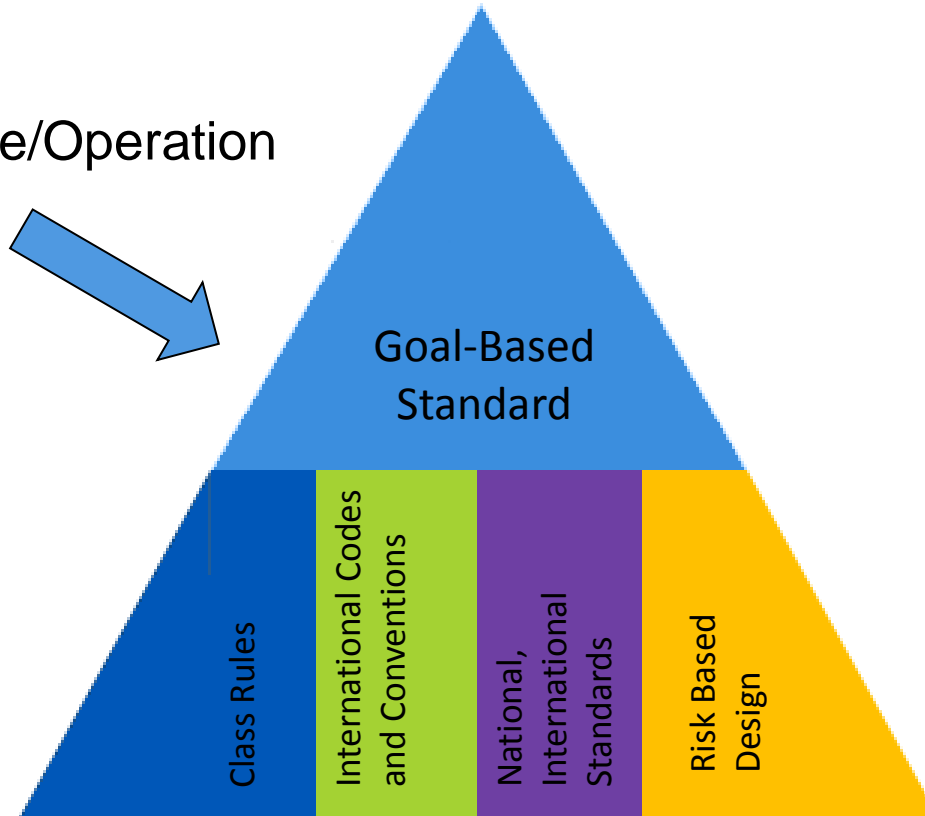 e/Operation
Goal-Based
Standard
Class Rules
International Codes
and Conventions
National,
International
Standards
Risk Based
Design